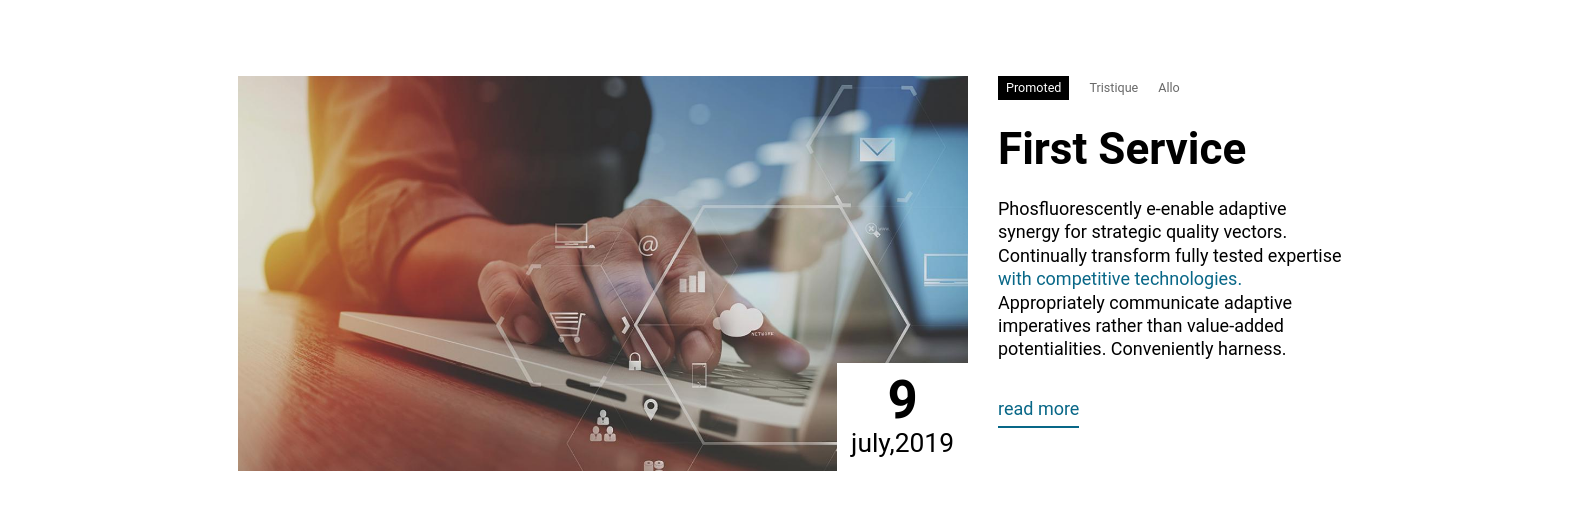 Promoted Tristique Allo
First Service
Phosfluorescently e-enable adaptive
synergy for strategic quality vectors.
Continually transform fully tested expertise
with competitive technologies.
Appropriately communicate adaptive
imperatives rather than value-added
potentialities. Conveniently harness.
read more
@
NETWORK
9
july,2019